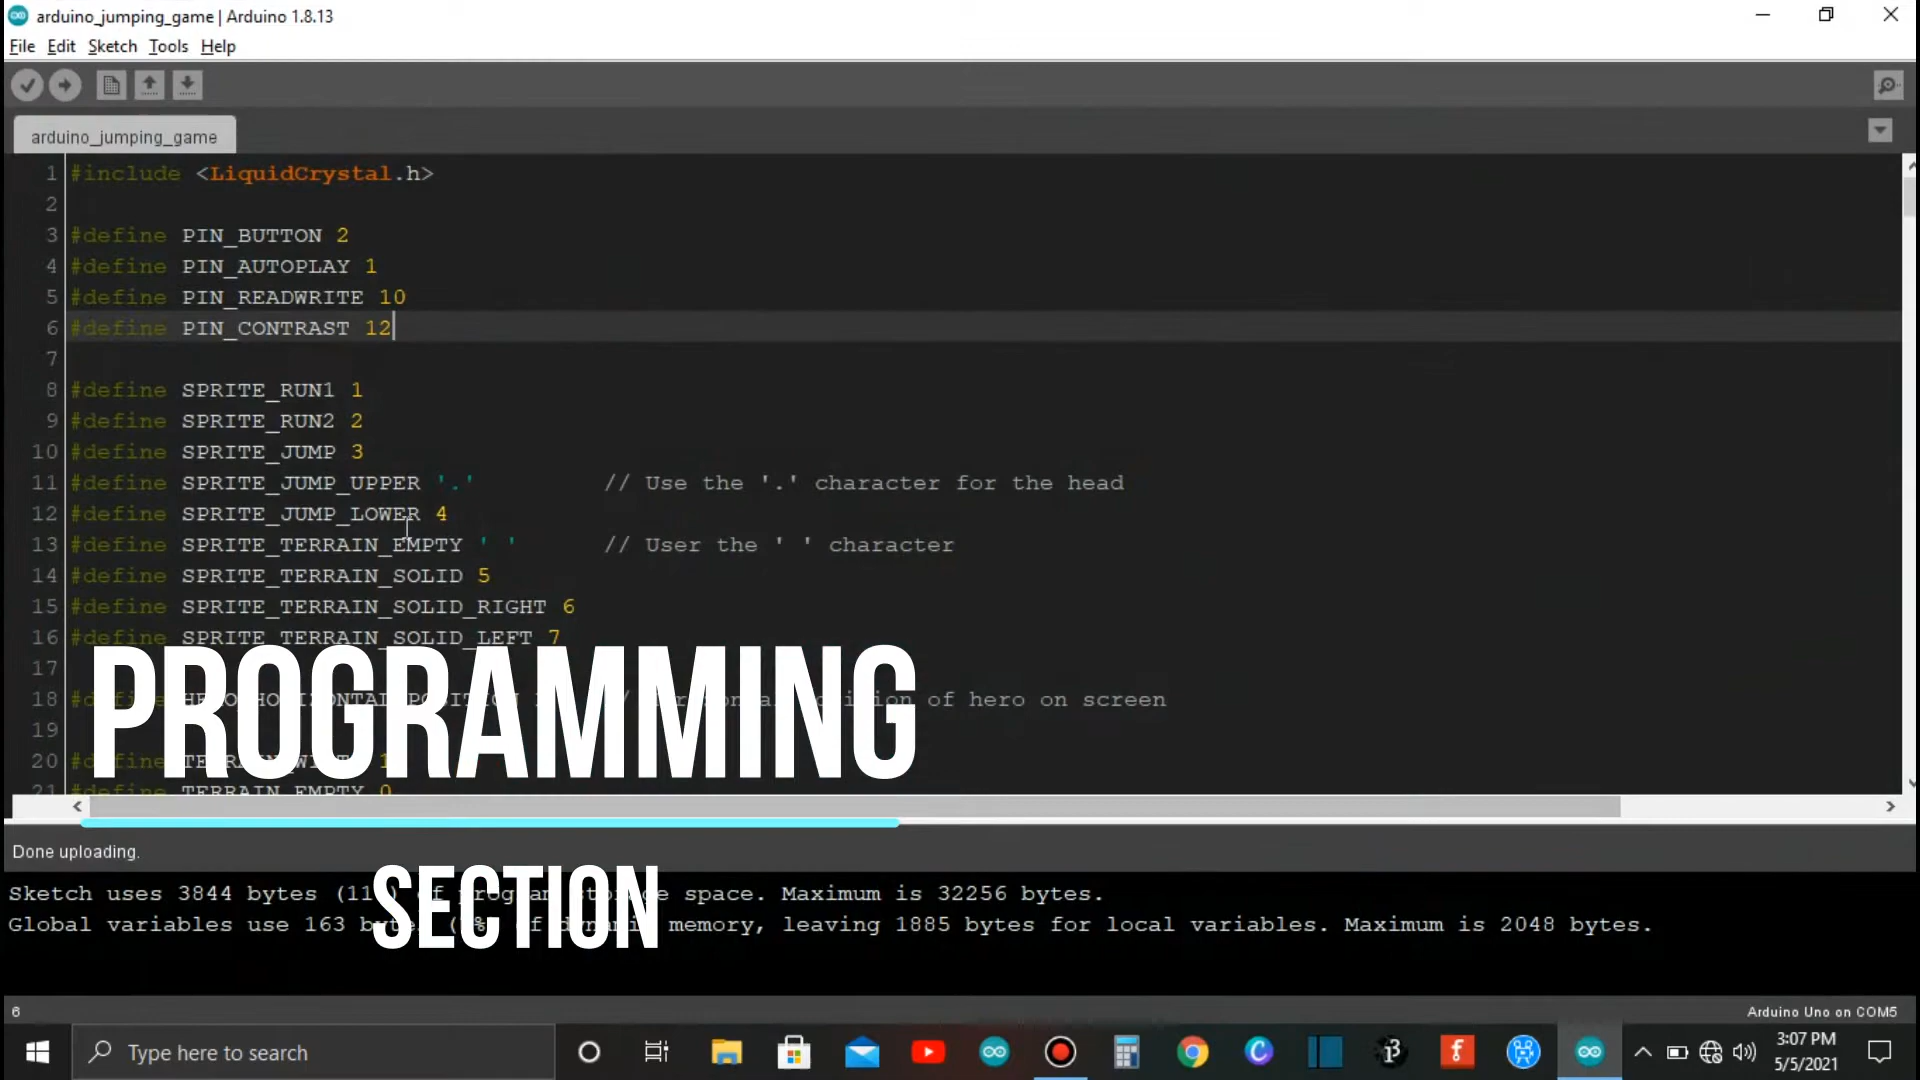 arduino_jumping_game | Arduino 1.8.13
File Edit Sketch Tools Help
arduino_jumping_game
1 #include <LiquidCrystal.h>
2
3 #define PIN_BUTTON 2
4 #define PIN_AUTOPLAY 1
5 #define PIN_READWRITE 10
6 #define PIN_CONTRAST 12
7
8 #define SPRITE_RUN1 1
9 #define SPRITE_RUN2 2
10 #define SPRITE_JUMP 3
11 #define SPRITE_JUMP_UPPER '.' // Use the '.' character for the head
12 #define SPRITE_JUMP_LOWER 4
13 #define SPRITE_TERRAIN_EMPTY ' ' // User the ' ' character
14 #define SPRITE_TERRAIN_SOLID 5
15 #define SPRITE_TERRAIN_SOLID_RIGHT 6
16 #define SPRITE_TERRAIN_SOLID_LEFT 7
17
18 #define HERO_HORIZONTAL_POSITION // of hero on screen
19
20 #define
21 #define TERRAIN_EMPTY 0
PROGRAMMING
SECTION
Done uploading.
Sketch uses 3844 bytes of program storage space. Maximum is 32256 bytes.
Global variables use 163 bytes of dynamic memory, leaving 1885 bytes for local variables. Maximum is 2048 bytes.
6
Arduino Uno on COM5
Type here to search
3:07 PM
5/5/2021